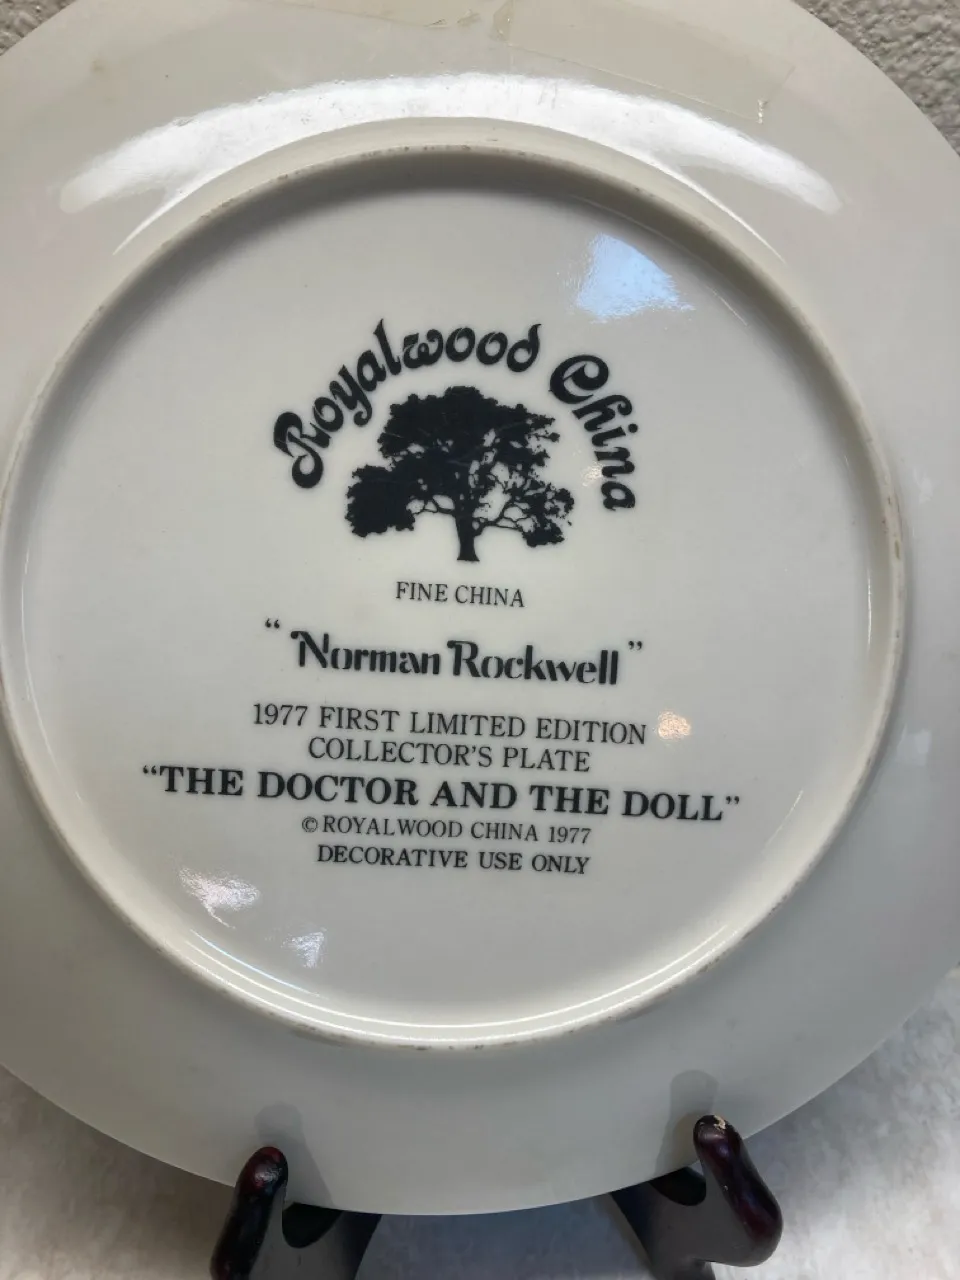 Royalwood China
FINE CHINA
"Norman Rockwell"
1977 FIRST LIMITED EDITION
COLLECTOR'S PLATE
"THE DOCTOR AND THE DOLL"
© ROYALWOOD CHINA 1977
DECORATIVE USE ONLY